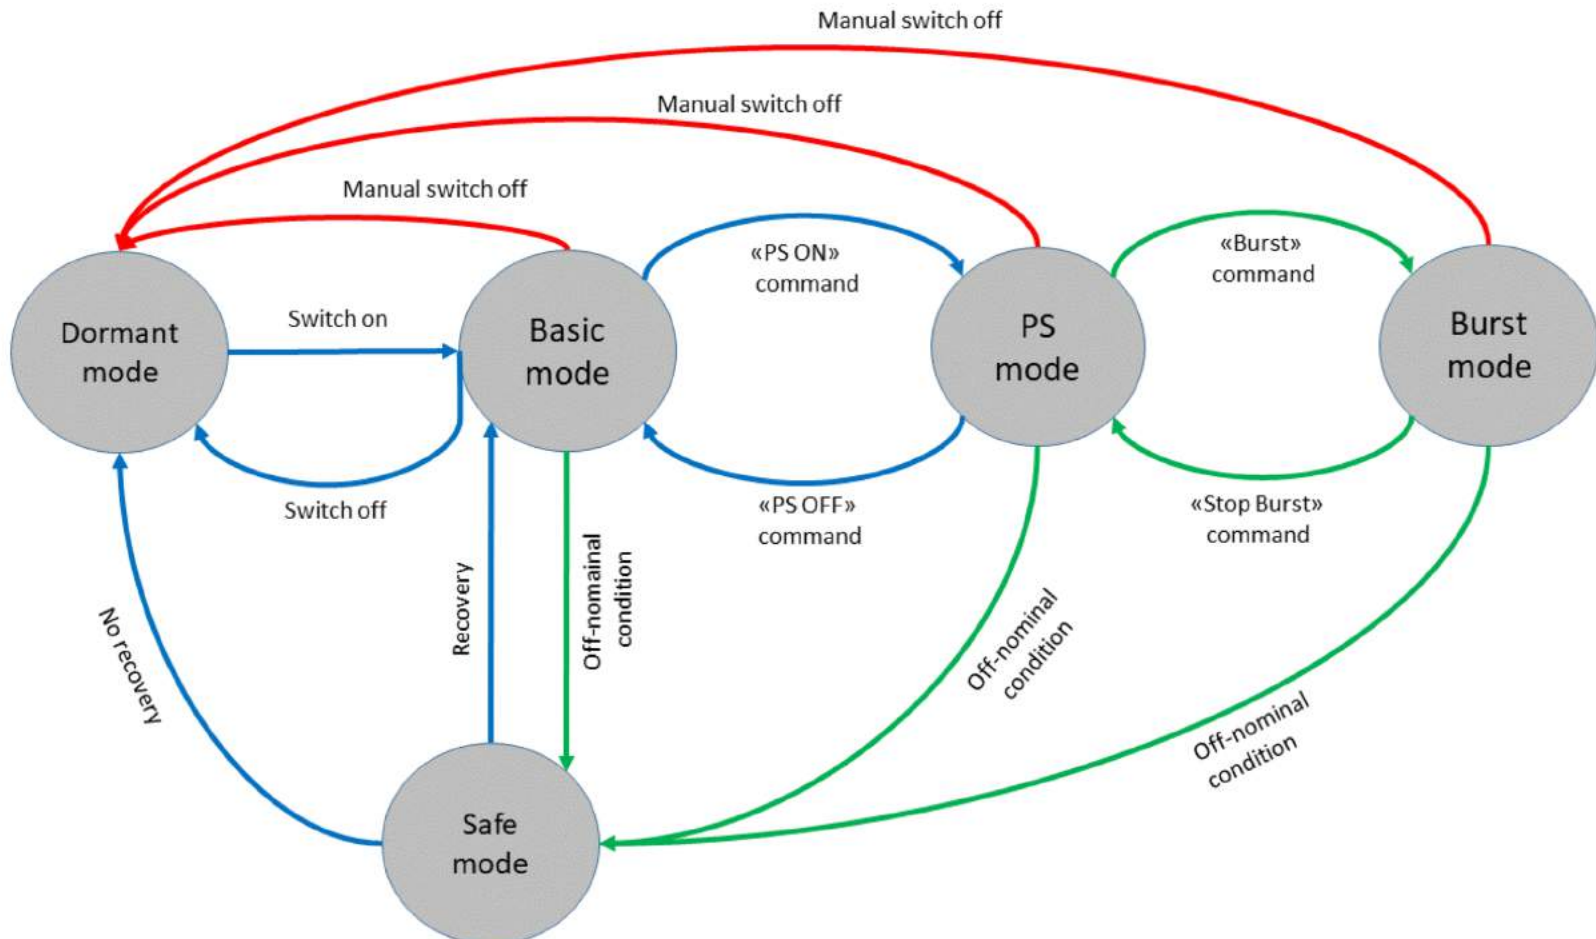 Manual switch off
Manual switch off
Manual switch off
«PS ON»
command
«Burst»
command
Switch on
Dormant
mode
Basic
mode
PS
mode
Burst
mode
Switch off
«PS OFF»
command
«Stop Burst»
command
No recovery
Recovery
Off-nomainal
condition
Off-nominal
condition
Off-nominal
condition
Safe
mode